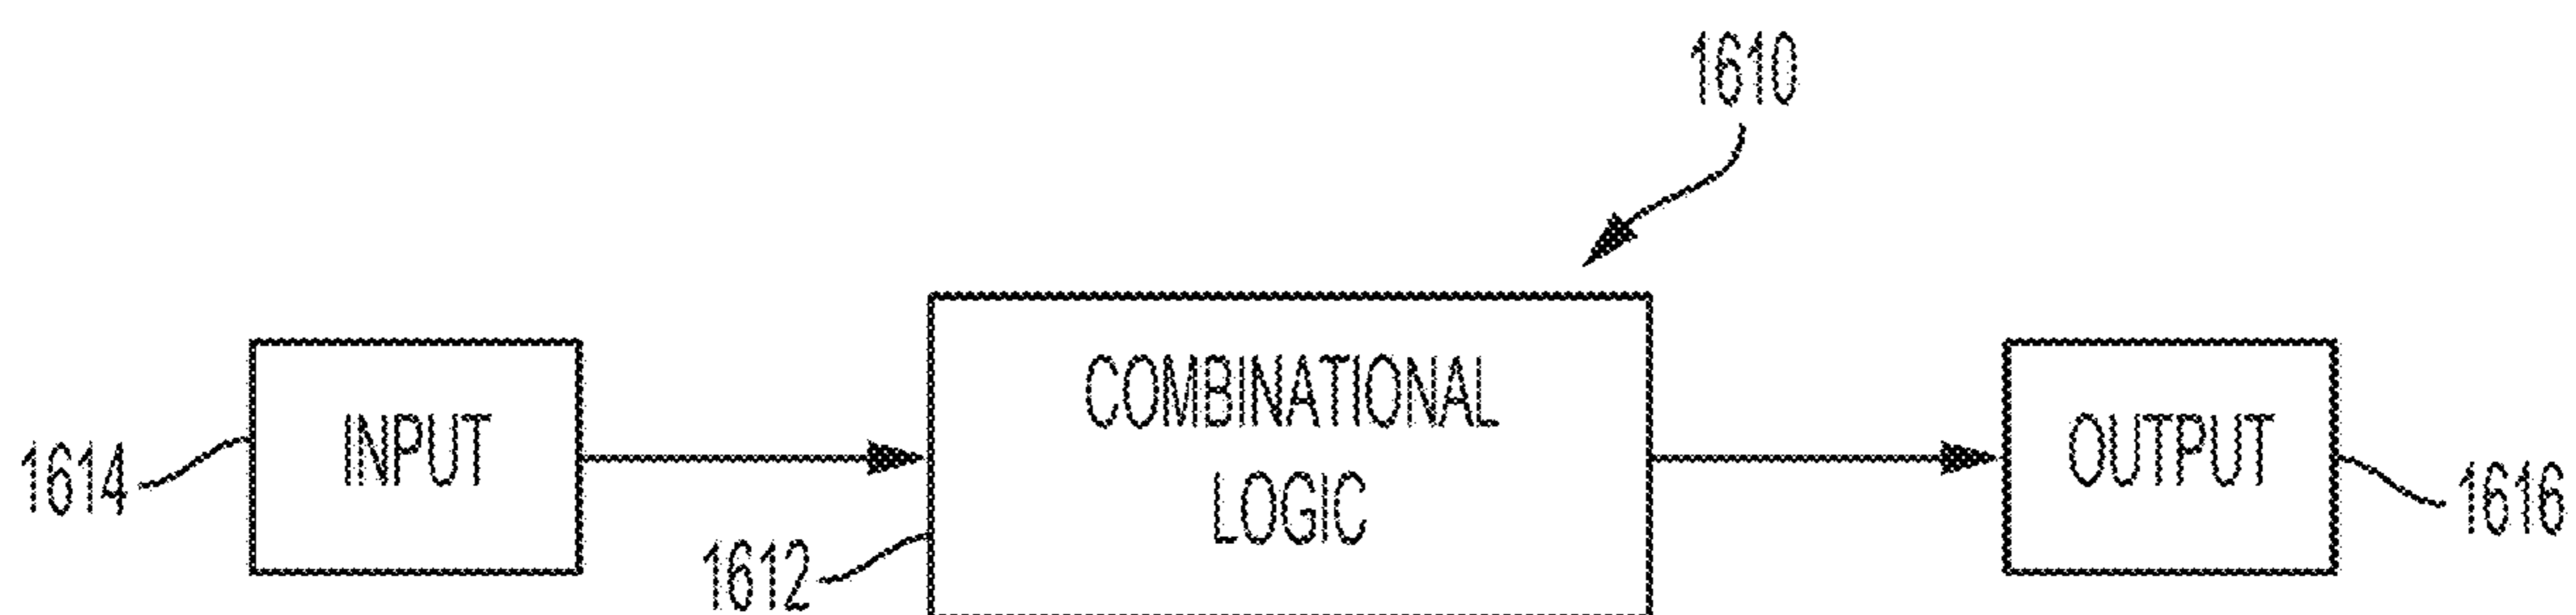 1610
COMBINATIONAL
LOGIC
INPUT
OUTPUT
1614
1612
1616